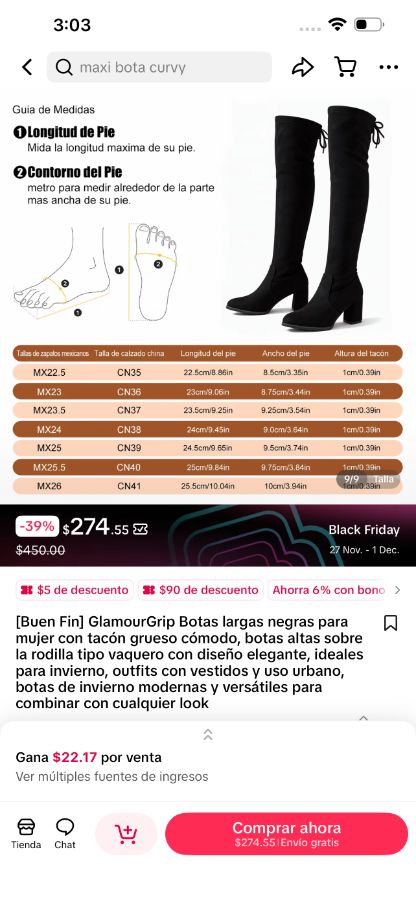 3:03
maxi bota curvy
Guia de Medidas
❶Longitud de Pie
Mida la longitud maxima de su pie.
❷Contorno del Pie
metro para medir alrededor de la parte
mas ancha de su pie.
❷
❶
❶
❷
Tallas de zapatos mexicanos Talla de calzado china Longitud del pie Ancho del pie Altura del tacón
MX22.5 CN35 22.5cm/8.86in 8.5cm/3.35in 1cm/0.39in
MX23 CN36 23cm/9.06in 8.75cm/3.44in 1cm/0.39in
MX23.5 CN37 23.5cm/9.25in 9.25cm/3.54in 1cm/0.39in
MX24 CN38 24cm/9.45in 9.0cm/3.64in 1cm/0.39in
MX25 CN39 24.5cm/9.65in 9.5cm/3.74in 1cm/0.39in
MX25.5 CN40 25cm/9.84in 9.75cm/3.84in 1cm/0.39in
MX26 CN41 25.5cm/10.04in 10cm/3.94in 1cm/0.39in
9/9 Talla
-39% $274.55
$450.00
Black Friday
27 Nov. - 1 Dec.
$5 de descuento $90 de descuento Ahorra 6% con bono
[Buen Fin] GlamourGrip Botas largas negras para
mujer con tacón grueso cómodo, botas altas sobre
la rodilla tipo vaquero con diseño elegante, ideales
para invierno, outfits con vestidos y uso urbano,
botas de invierno modernas y versátiles para
combinar con cualquier look
Gana $22.17 por venta
Ver múltiples fuentes de ingresos
Tienda
Chat
Comprar ahora
$274.55 | Envío gratis